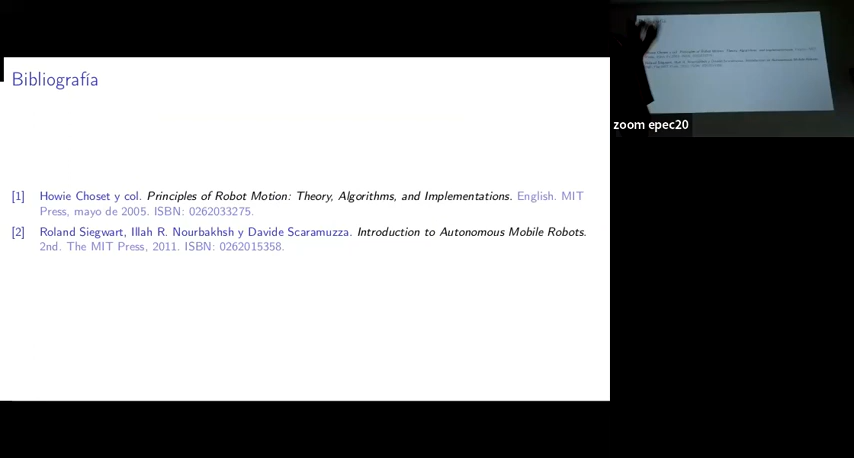 Bibliografía
[1] Howie Choset y col. Principles of Robot Motion: Theory, Algorithms, and Implementations. English. MIT
Press, mayo de 2005. ISBN: 0262033275.
[2] Roland Siegwart, Illah R. Nourbakhsh y Davide Scaramuzza. Introduction to Autonomous Mobile Robots.
2nd. The MIT Press, 2011. ISBN: 0262015358.
zoom epec20